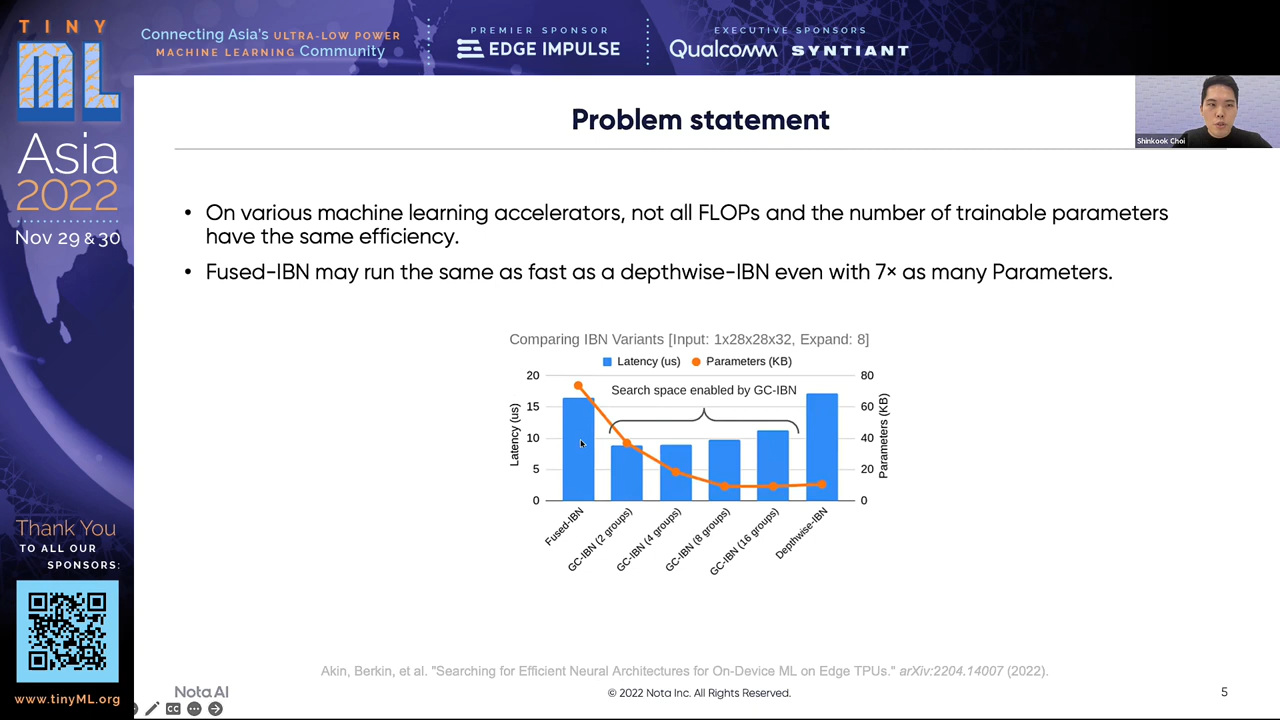 TINY
ML
Asia
2022
Nov 29 & 30
Connecting Asia's ULTRA-LOW POWER
MACHINE LEARNING Community
PREMIER SPONSOR
EDGE IMPULSE
EXECUTIVE SPONSORS
Qualcomm SYNTIANT
Problem statement
Shinkook Choi
• On various machine learning accelerators, not all FLOPs and the number of trainable parameters
have the same efficiency.
• Fused-IBN may run the same as fast as a depthwise-IBN even with 7× as many Parameters.
Comparing IBN Variants [Input: 1x28x28x32, Expand: 8]
Latency (us) Parameters (KB)
Search space enabled by GC-IBN
20
15
10
5
0
Latency (us)
80
60
40
20
0
Parameters (KB)
Fused-IBN
GC-IBN (2 groups)
GC-IBN (4 groups)
GC-IBN (8 groups)
GC-IBN (16 groups)
Depthwise-IBN
Thank You
TO ALL OUR
SPONSORS:
www.tinyML.org
Akin, Berkin, et al. "Searching for Efficient Neural Architectures for On-Device ML on Edge TPUs." arXiv:2204.14007 (2022).
Nota AI
© 2022 Nota Inc. All Rights Reserved.
5
CC